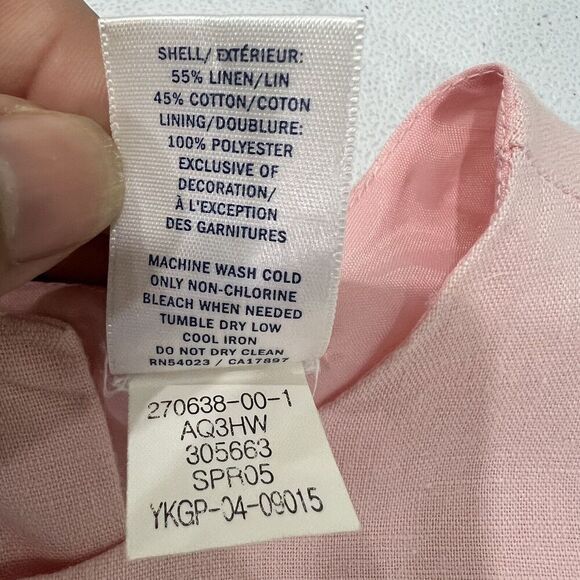 SHELL/EXTÉRIEUR:
55% LINEN/LIN
45% COTTON/COTON
LINING/DOUBLURE:
100% POLYESTER
EXCLUSIVE OF
DECORATION/
À L'EXCEPTION
DES GARNITURES
MACHINE WASH COLD
ONLY NON-CHLORINE
BLEACH WHEN NEEDED
TUMBLE DRY LOW
COOL IRON
DO NOT DRY CLEAN
RN54023 / CA17897
270638-00-1
AQ3HW
305663
SPR05
YKGP-04-09015